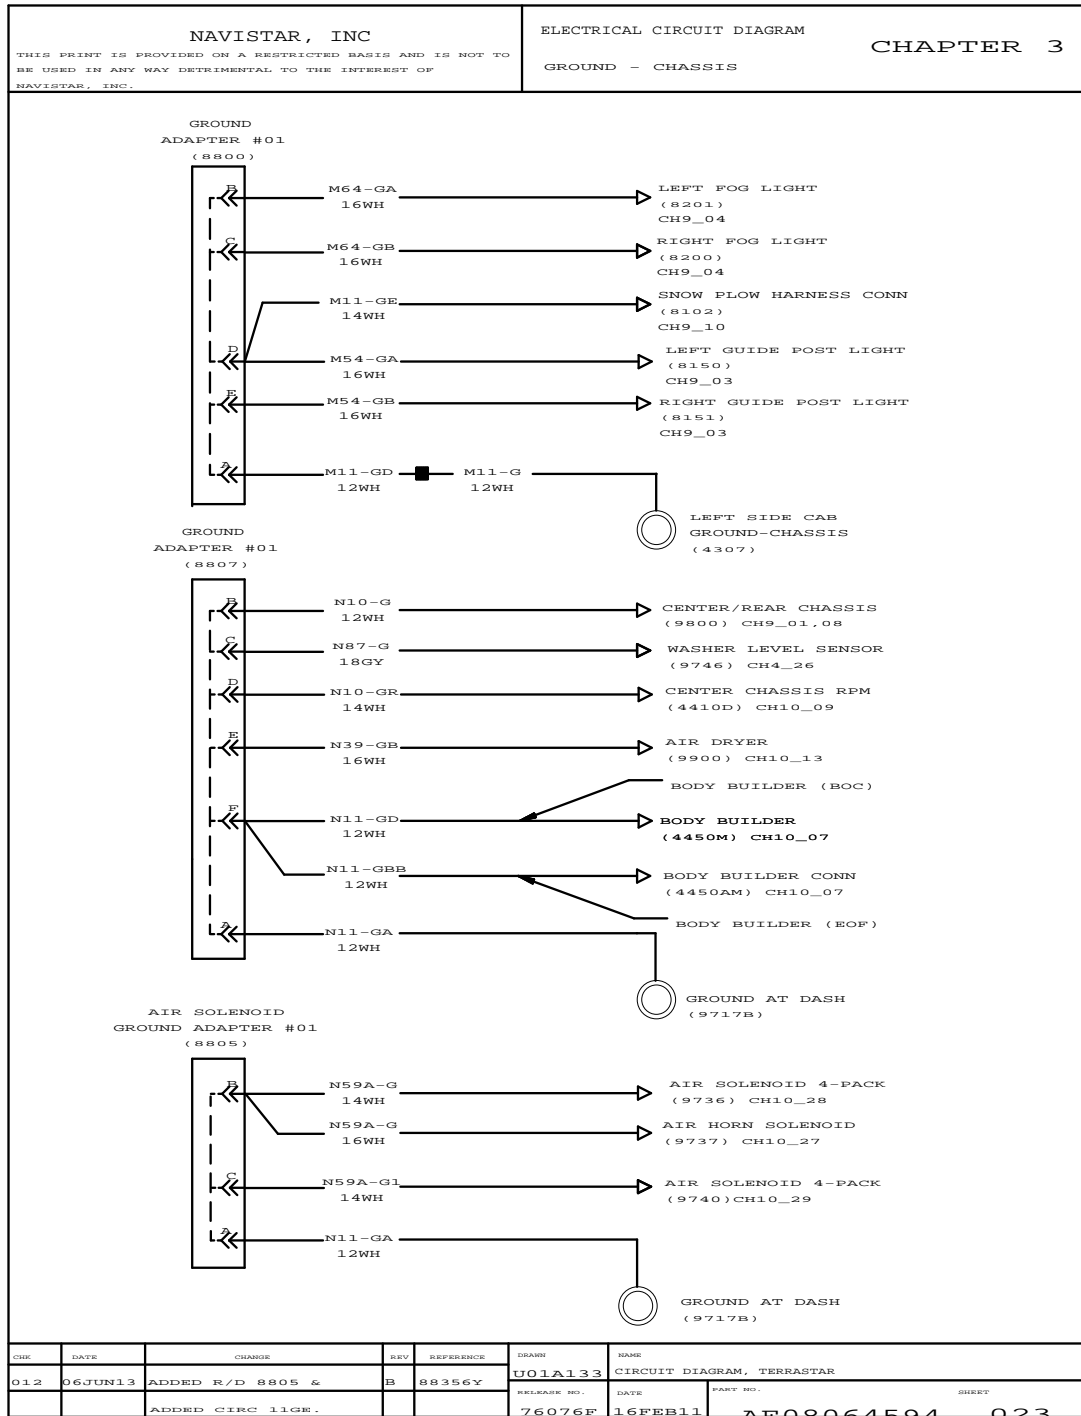 NAVISTAR, INC
THIS PRINT IS PROVIDED ON A RESTRICTED BASIS AND IS NOT TO
BE USED IN ANY WAY DETRIMENTAL TO THE INTEREST OF
NAVISTAR, INC.
ELECTRICAL CIRCUIT DIAGRAM
GROUND - CHASSIS
CHAPTER 3
GROUND
ADAPTER #01
(8800)
B
M64-GA
16WH
LEFT FOG LIGHT
(8201)
CH9_04
C
M64-GB
16WH
RIGHT FOG LIGHT
(8200)
CH9_04
M11-GE
14WH
SNOW PLOW HARNESS CONN
(8102)
CH9_10
D
M54-GA
16WH
LEFT GUIDE POST LIGHT
(8150)
CH9_03
E
M54-GB
16WH
RIGHT GUIDE POST LIGHT
(8151)
CH9_03
A
M11-GD
12WH
M11-G
12WH
LEFT SIDE CAB
GROUND-CHASSIS
(4307)
GROUND
ADAPTER #01
(8807)
B
N10-G
12WH
CENTER/REAR CHASSIS
(9800) CH9_01,08
C
N87-G
18GY
WASHER LEVEL SENSOR
(9746) CH4_26
D
N10-GR
14WH
CENTER CHASSIS RPM
(4410D) CH10_09
E
N39-GB
16WH
AIR DRYER
(9900) CH10_13
BODY BUILDER (BOC)
F
N11-GD
12WH
BODY BUILDER
(4450M) CH10_07
N11-GBB
12WH
BODY BUILDER CONN
(4450AM) CH10_07
BODY BUILDER (EOF)
A
N11-GA
12WH
GROUND AT DASH
(9717B)
AIR SOLENOID
GROUND ADAPTER #01
(8805)
B
N59A-G
14WH
AIR SOLENOID 4-PACK
(9736) CH10_28
N59A-G
16WH
AIR HORN SOLENOID
(9737) CH10_27
C
N59A-G1
14WH
AIR SOLENOID 4-PACK
(9740)CH10_29
A
N11-GA
12WH
GROUND AT DASH
(9717B)
CHK DATE CHANGE REV REFERENCE
012 06JUN13 ADDED R/D 8805 & B 88356Y
ADDED CIRC 11GE.
DRAWN
U01A133
NAME
CIRCUIT DIAGRAM, TERRASTAR
RELEASE NO.
76076F
DATE
16FEB11
PART NO.
AF08064594
SHEET
023